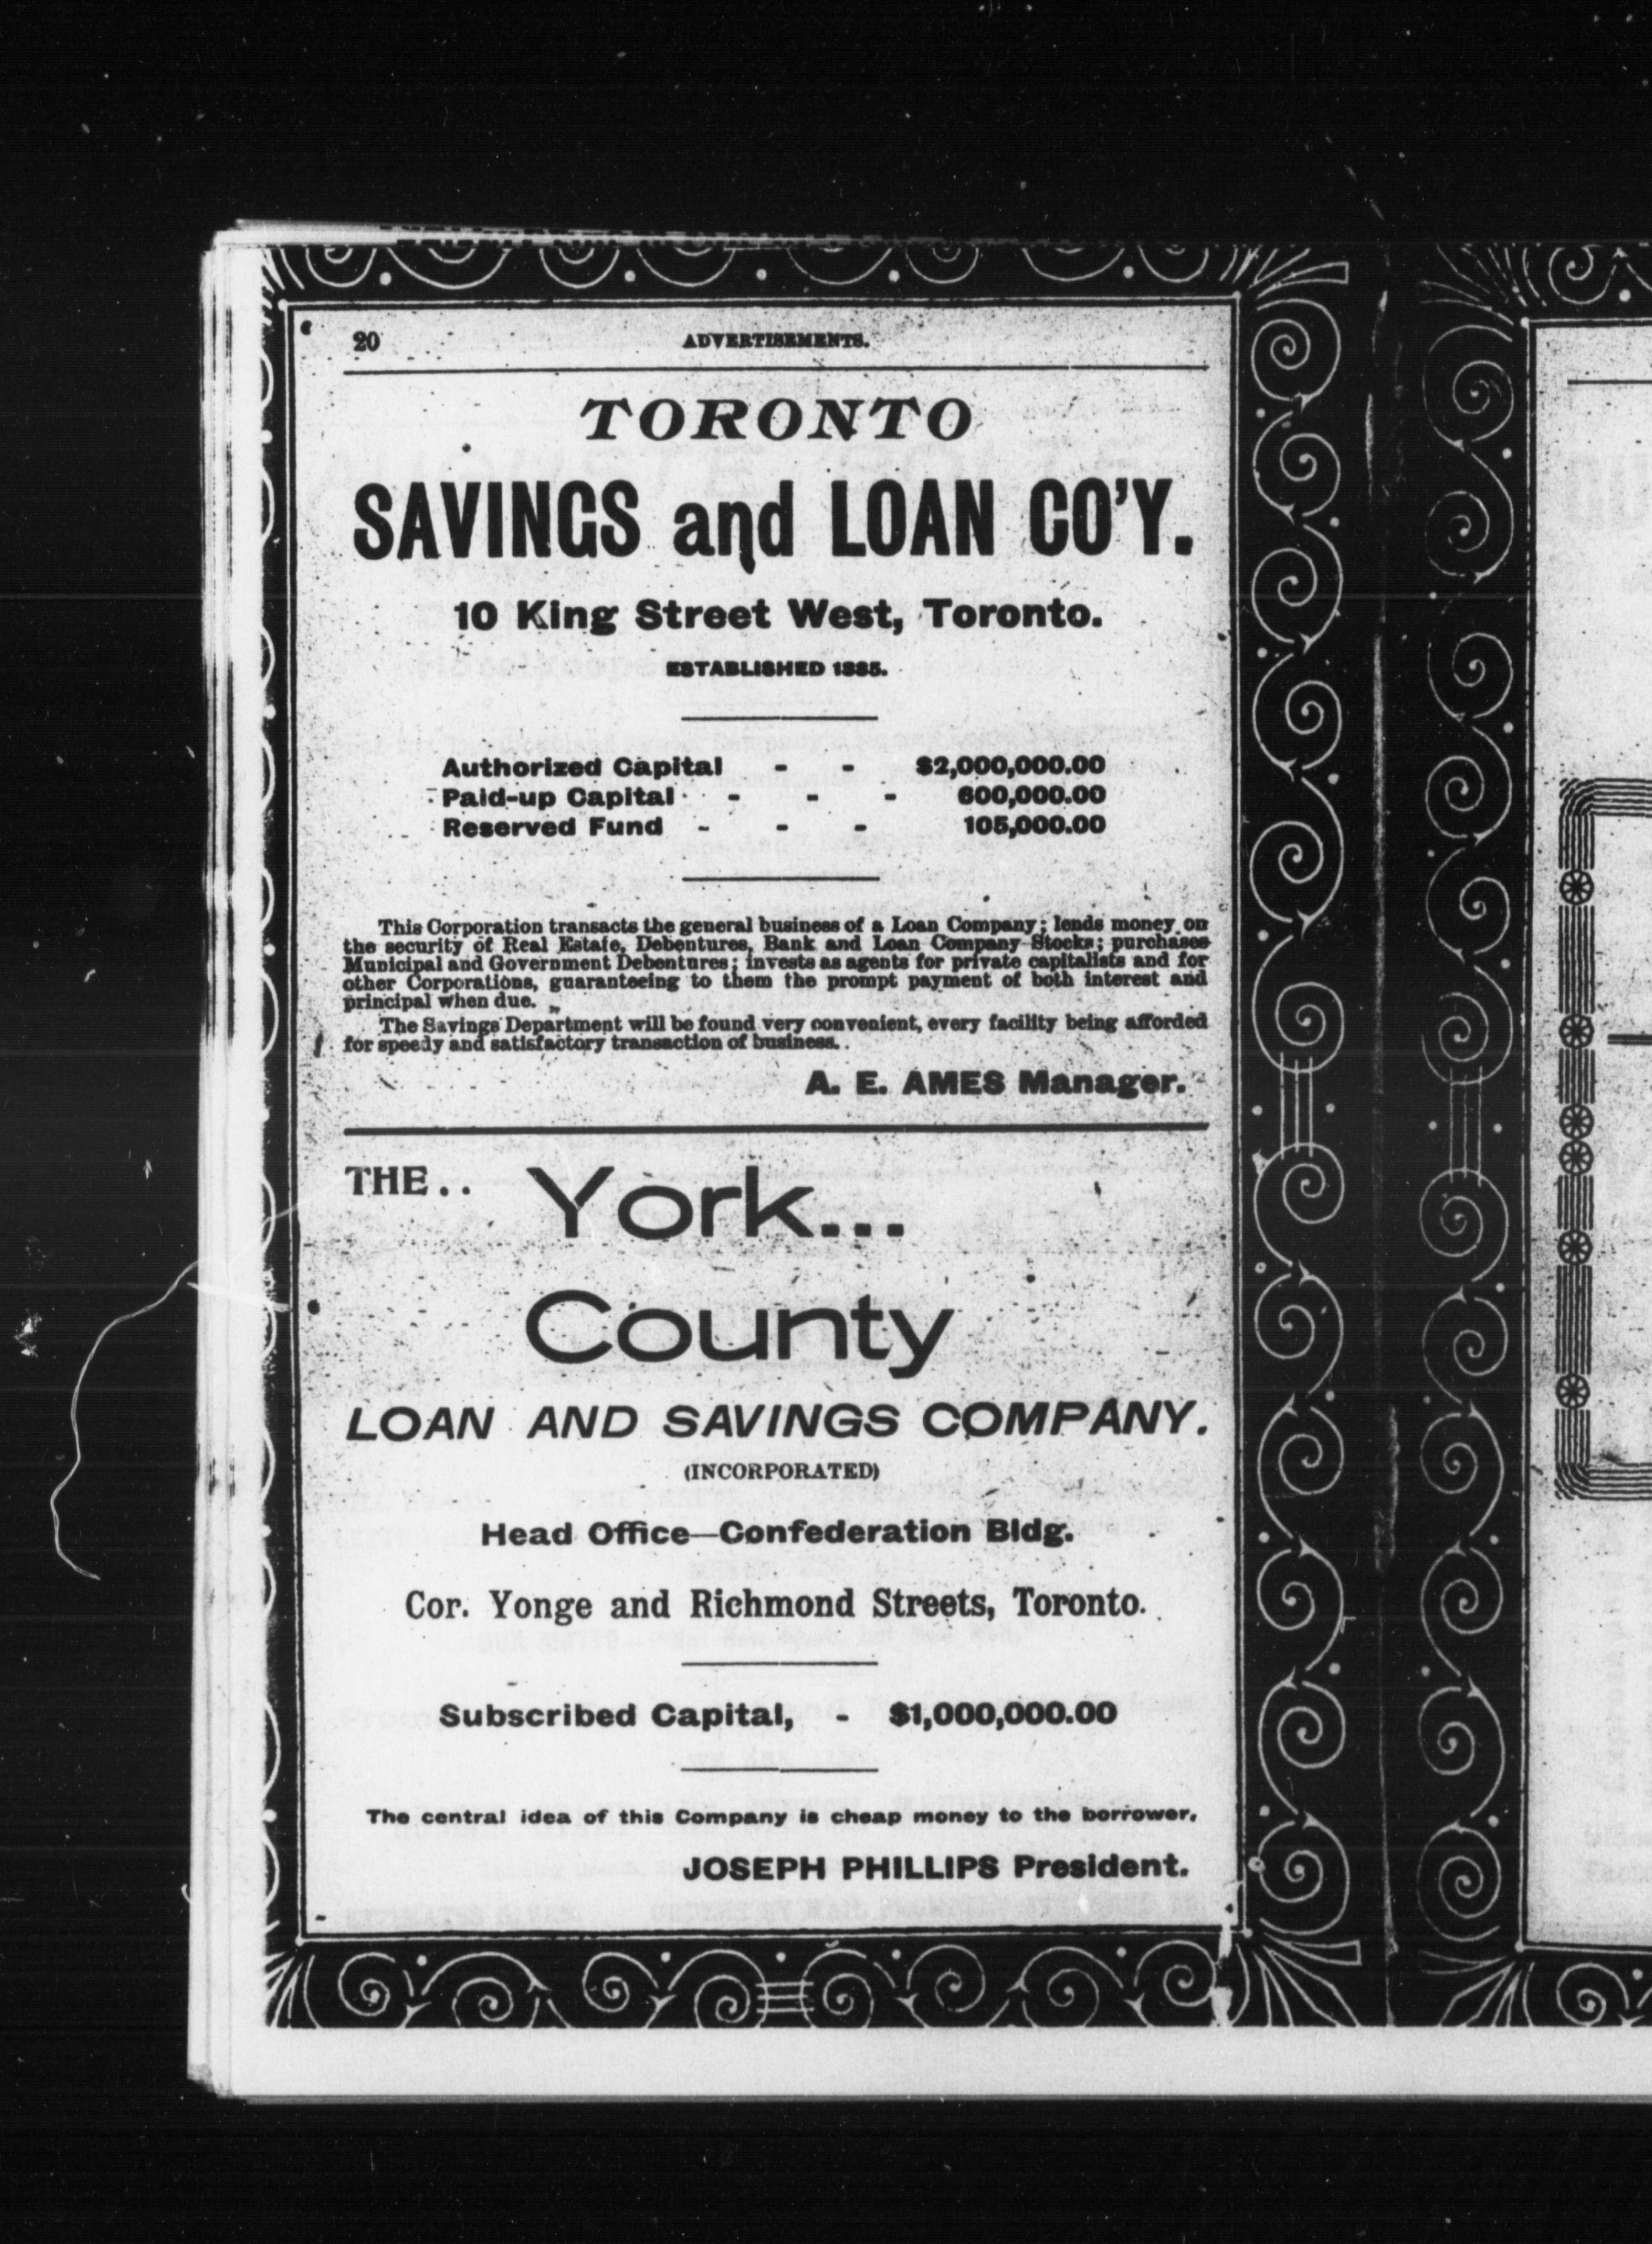 20
ADVERTISEMENTS.
TORONTO
SAVINGS and LOAN CO'Y.
10 King Street West, Toronto.
ESTABLISHED 1885.
Authorized Capital - - $2,000,000.00
Paid-up Capital - - - 600,000.00
Reserved Fund - - - 105,000.00
This Corporation transacts the general business of a Loan Company; lends money on
the security of Real Estate, Debentures, Bank and Loan Company Stocks; purchases
Municipal and Government Debentures; invests as agents for private capitalists and for
other Corporations, guaranteeing to them the prompt payment of both interest and
principal when due.
The Savings Department will be found very convenient, every facility being afforded
for speedy and satisfactory transaction of business.
A. E. AMES Manager.
THE.. York...
County
LOAN AND SAVINGS COMPANY.
(INCORPORATED)
Head Office—Confederation Bldg.
Cor. Yonge and Richmond Streets, Toronto.
Subscribed Capital, - $1,000,000.00
The central idea of this Company is cheap money to the borrower,
JOSEPH PHILLIPS President.